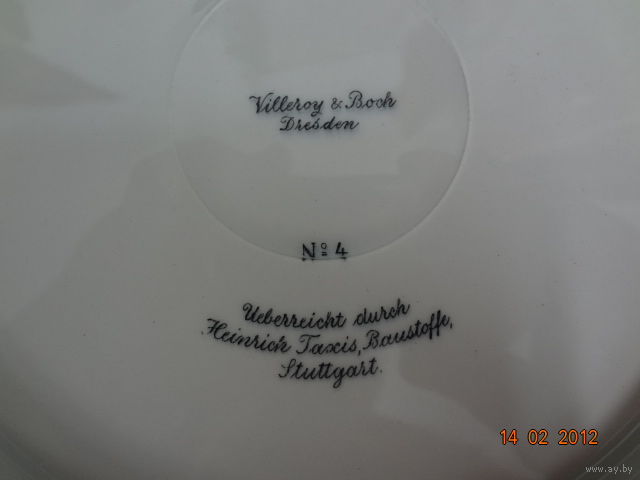 Villeroy & Boch
Dresden
Nº 4
Ueberreicht durch
Heinrich Taxis, Baustoffe,
Stuttgart.
14 02 2012
www.ay.by